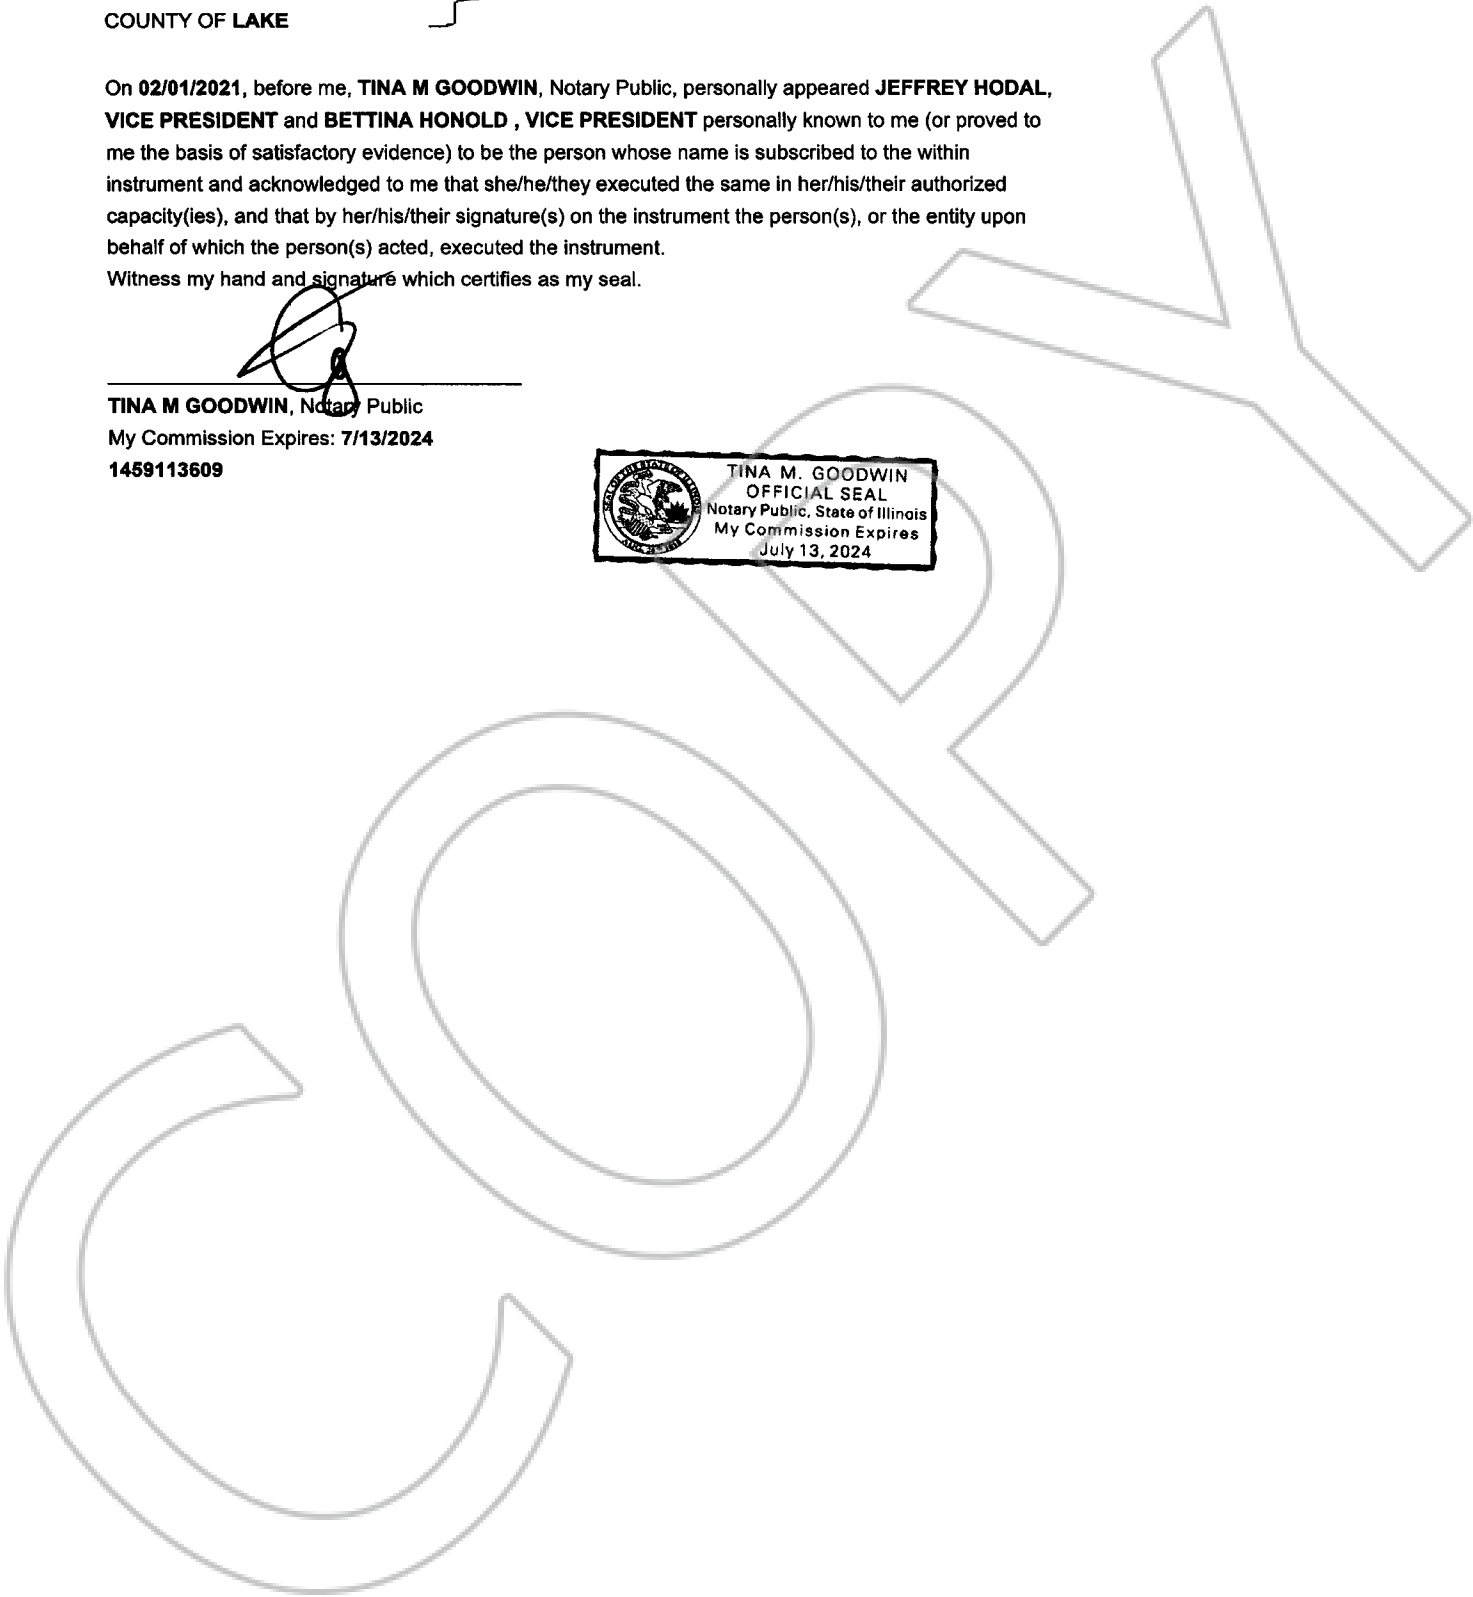 COUNTY OF LAKE
On 02/01/2021, before me, TINA M GOODWIN, Notary Public, personally appeared JEFFREY HODAL,
VICE PRESIDENT and BETTINA HONOLD , VICE PRESIDENT personally known to me (or proved to
me the basis of satisfactory evidence) to be the person whose name is subscribed to the within
instrument and acknowledged to me that she/he/they executed the same in her/his/their authorized
capacity(ies), and that by her/his/their signature(s) on the instrument the person(s), or the entity upon
behalf of which the person(s) acted, executed the instrument.
Witness my hand and signature which certifies as my seal.
TINA M GOODWIN, Notary Public
My Commission Expires: 7/13/2024
1459113609
SEAL OF THE STATE OF ILLINOIS
TINA M. GOODWIN
OFFICIAL SEAL
Notary Public, State of Illinois
My Commission Expires
July 13, 2024
COPY